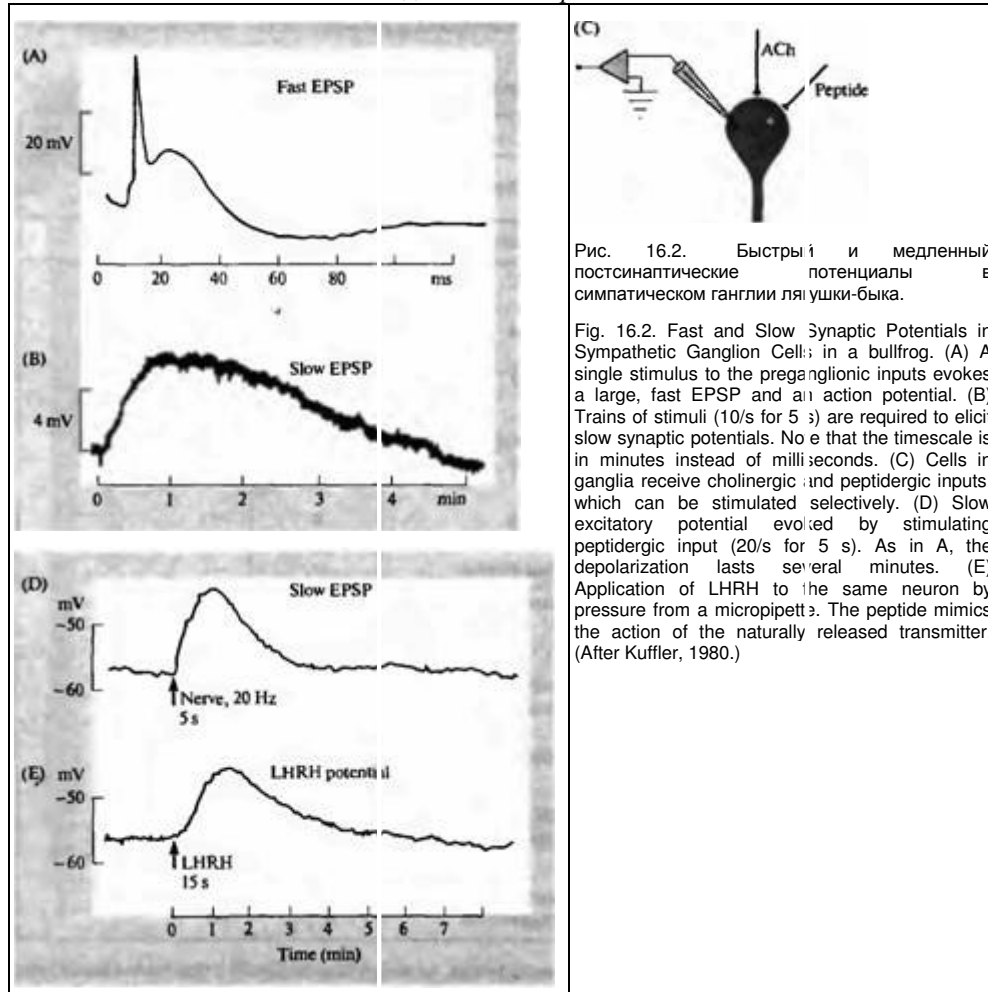 (A)
Fast EPSP
20 mV
0 20 40 60 80 ms
(B)
Slow EPSP
4 mV
0 1 2 3 4 min
(C)
ACh
Peptide
Рис. 16.2. Быстрый и медленный
постсинаптические потенциалы в
симпатическом ганглии лягушки-быка.
Fig. 16.2. Fast and Slow Synaptic Potentials in
Sympathetic Ganglion Cells in a bullfrog. (A) A
single stimulus to the preganglionic inputs evokes
a large, fast EPSP and an action potential. (B)
Trains of stimuli (10/s for 5 s) are required to elicit
slow synaptic potentials. Note that the timescale is
in minutes instead of milliseconds. (C) Cells in
ganglia receive cholinergic and peptidergic inputs
which can be stimulated selectively. (D) Slow
excitatory potential evoked by stimulating
peptidergic input (20/s for 5 s). As in A, the
depolarization lasts several minutes. (E)
Application of LHRH to the same neuron by
pressure from a micropipette. The peptide mimics
the action of the naturally released transmitter
(After Kuffler, 1980.)
(D)
mV
Slow EPSP
−50
−60
Nerve, 20 Hz
5 s
(E)
mV
LHRH potential
−50
−60
LHRH
15 s
0 1 2 3 4 5 6 7
Time (min)